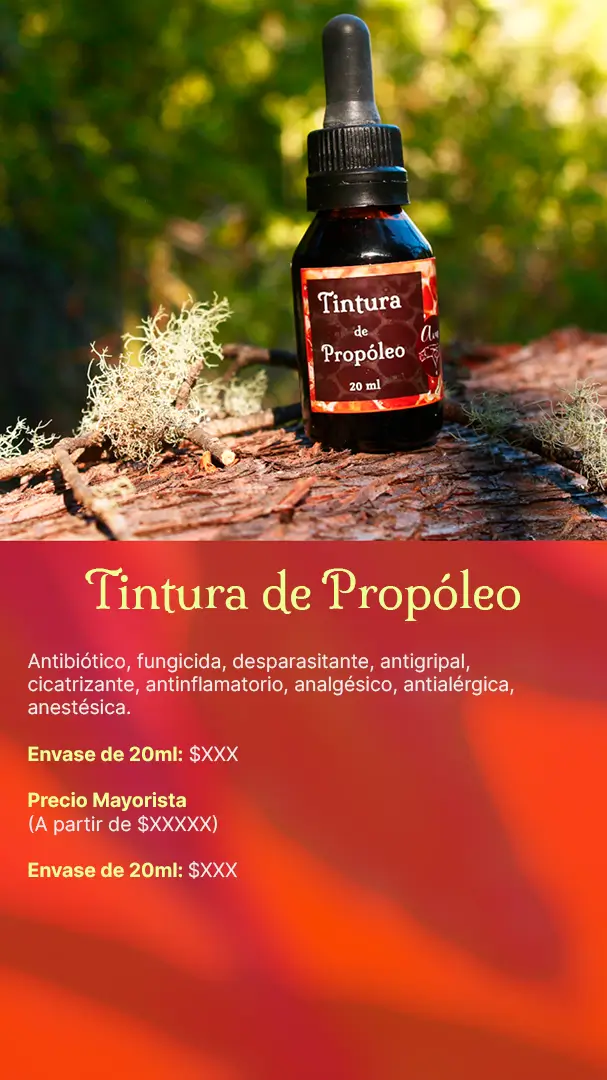 Tintura
de
Propóleo
20 ml
Tintura de Propóleo
Antibiótico, fungicida, desparasitante, antigripal,
cicatrizante, antinflamatorio, analgésico, antialérgica,
anestésica.
Envase de 20ml: $XXX
Precio Mayorista
(A partir de $XXXXX)
Envase de 20ml: $XXX